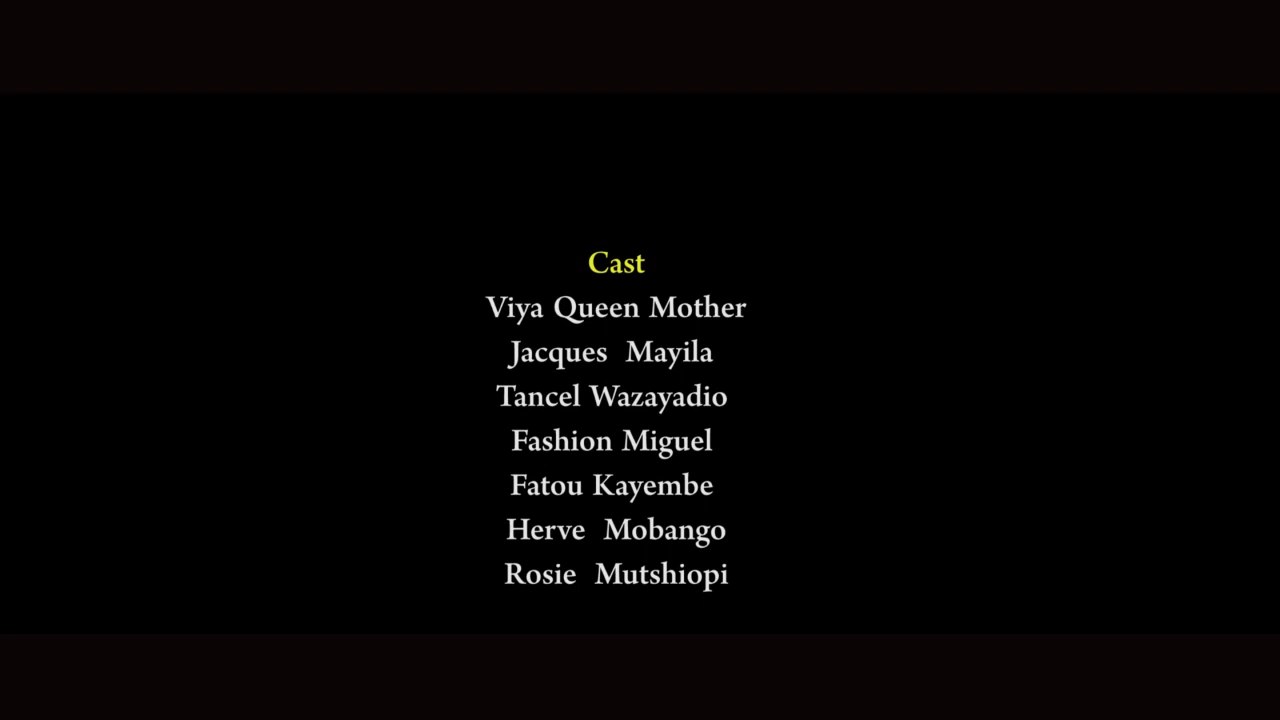 Cast
Viya Queen Mother
Jacques  Mayila
Tancel Wazayadio
Fashion Miguel
Fatou Kayembe
Herve  Mobango
Rosie  Mutshiopi